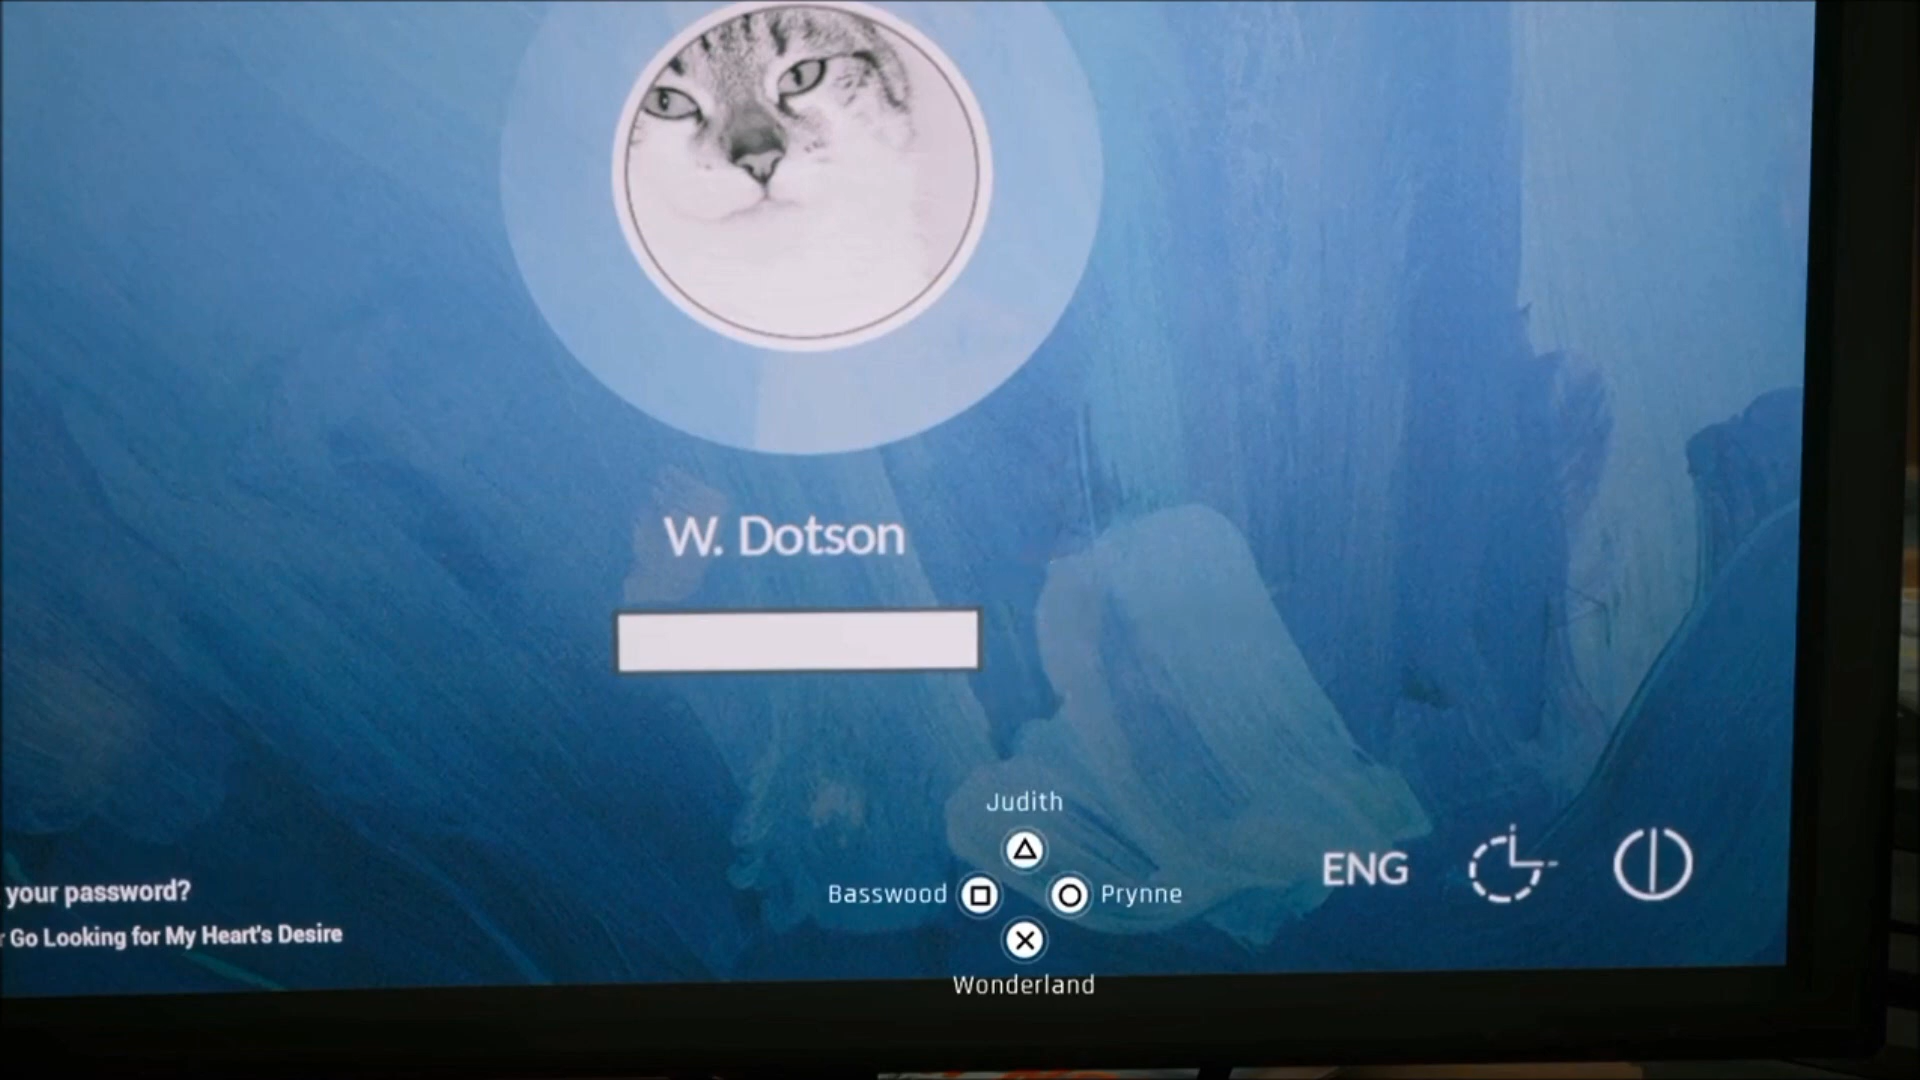 W. Dotson
Judith
Basswood
Prynne
Wonderland
ENG
your password?
Go Looking for My Heart's Desire